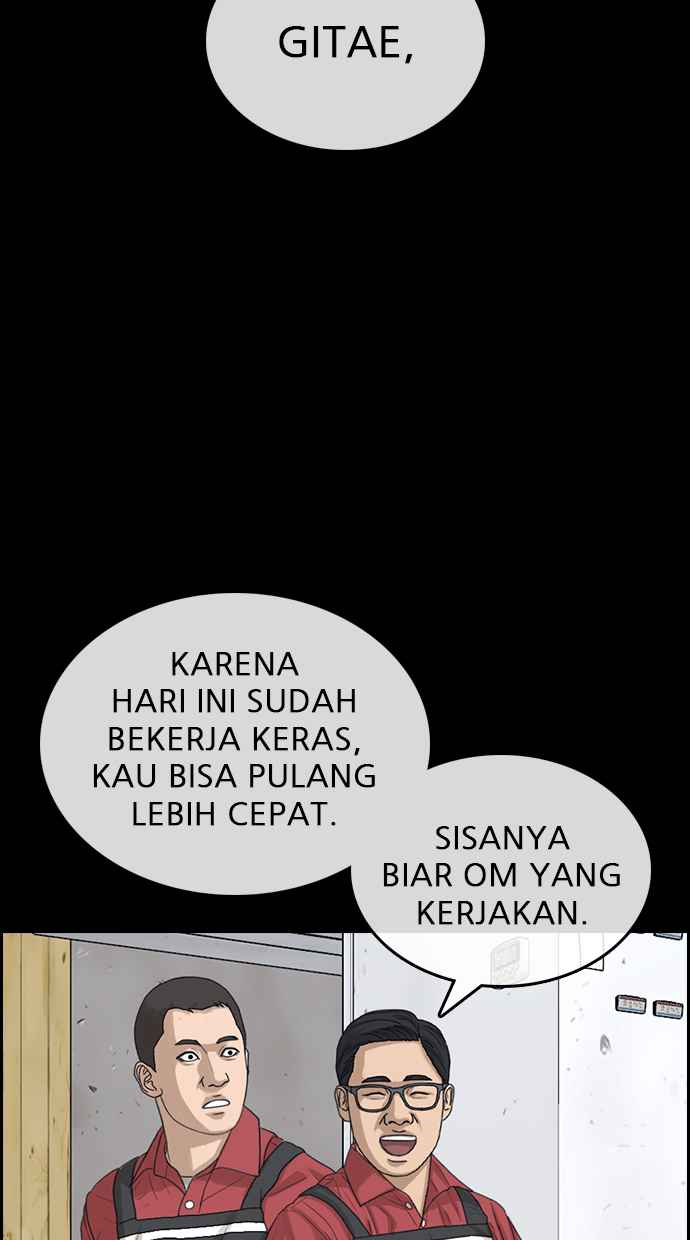 GITAE,
KARENA
HARI INI SUDAH
BEKERJA KERAS,
KAU BISA PULANG
LEBIH CEPAT.
SISANYA
BIAR OM YANG
KERJAKAN.